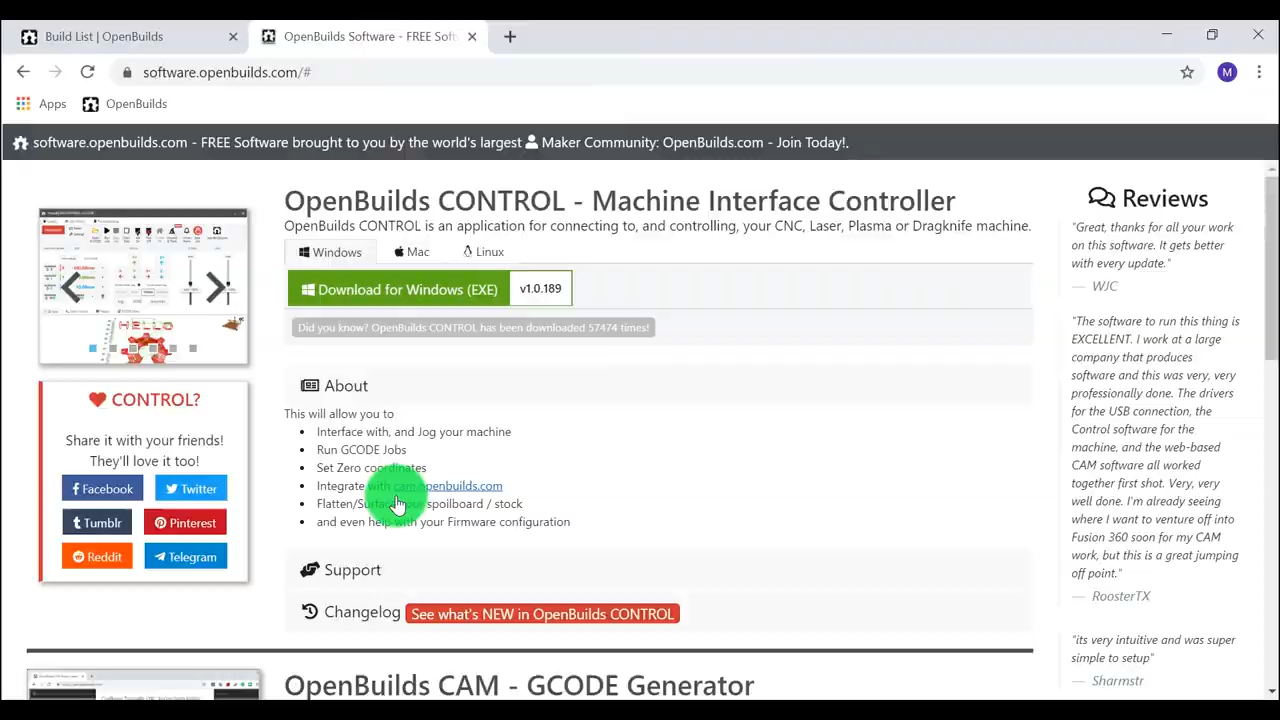 Build List | OpenBuilds
OpenBuilds Software - FREE Soft
software.openbuilds.com/#
M
Apps
OpenBuilds
software.openbuilds.com - FREE Software brought to you by the world's largest Maker Community: OpenBuilds.com - Join Today!.
OpenBuilds CONTROL - Machine Interface Controller
OpenBuilds CONTROL is an application for connecting to, and controlling, your CNC, Laser, Plasma or Dragknife machine.
Windows
Mac
Linux
Download for Windows (EXE)
v1.0.189
Did you know? OpenBuilds CONTROL has been downloaded 57474 times!
HELLO
CONTROL?
Share it with your friends!
They'll love it too!
Facebook
Twitter
Tumblr
Pinterest
Reddit
Telegram
About
This will allow you to
• Interface with, and Jog your machine
• Run GCODE Jobs
• Set Zero coordinates
• Integrate with cam.openbuilds.com
• Flatten/Surface your spoilboard / stock
• and even help with your Firmware configuration
Support
Changelog See what's NEW in OpenBuilds CONTROL
OpenBuilds CAM - GCODE Generator
Reviews
"Great, thanks for all your work
on this software. It gets better
with every update."
— WJC
"The software to run this thing is
EXCELLENT. I work at a large
company that produces
software and this was very, very
professionally done. The drivers
for the USB connection, the
Control software for the
machine, and the web-based
CAM software all worked
together first shot. Very, very
well done. I'm already seeing
where I want to venture off into
Fusion 360 soon for my CAM
work, but this is a great jumping
off point."
— RoosterTX
"its very intuitive and was super
simple to setup"
— Sharmstr